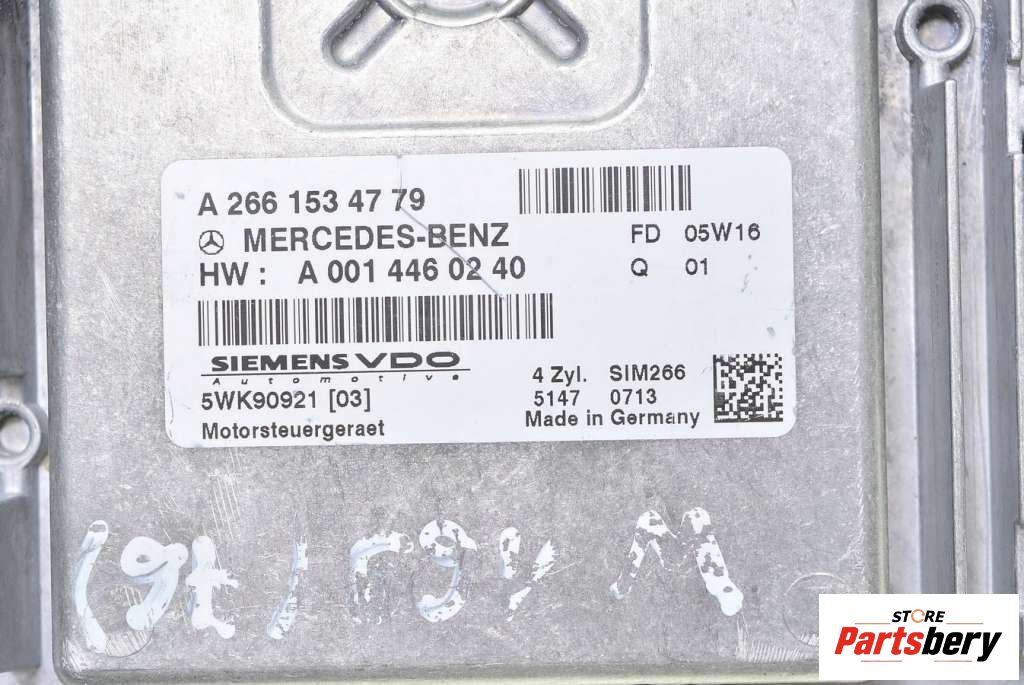 A 266 153 47 79
MERCEDES-BENZ FD 05W16
HW : A 001 446 02 40 Q 01
SIEMENS VDO
Automotive
4 Zyl. SIM266
5WK90921 [03] 5147 0713
Motorsteuergeraet Made in Germany
STORE
Partsbery